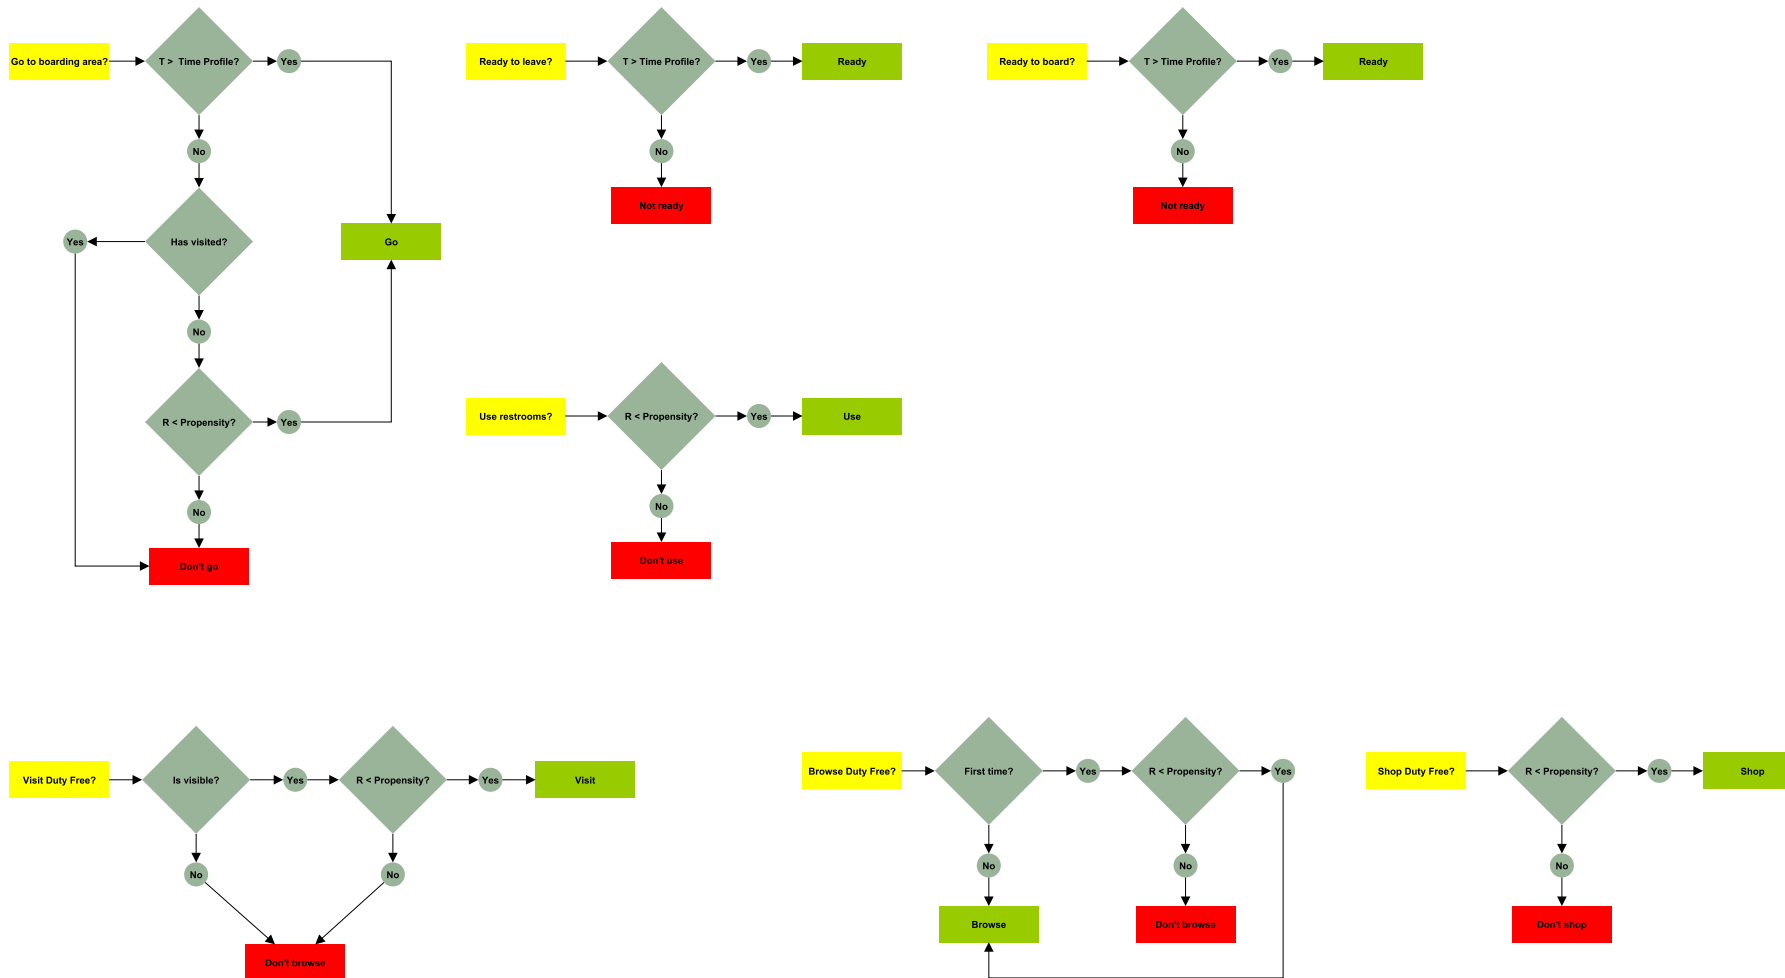 Go to boarding area?
T >  Time Profile?
Yes
No
Has visited?
Yes
No
R < Propensity?
Yes
No
Don't go
Go
Ready to leave?
T > Time Profile?
Yes
Ready
No
Not ready
Ready to board?
T > Time Profile?
Yes
Ready
No
Not ready
Use restrooms?
R < Propensity?
Yes
Use
No
Don't use
Visit Duty Free?
Is visible?
Yes
R < Propensity?
Yes
Visit
No
No
Don't browse
Browse Duty Free?
First time?
Yes
R < Propensity?
Yes
No
No
Browse
Don't browse
Shop Duty Free?
R < Propensity?
Yes
Shop
No
Don't shop